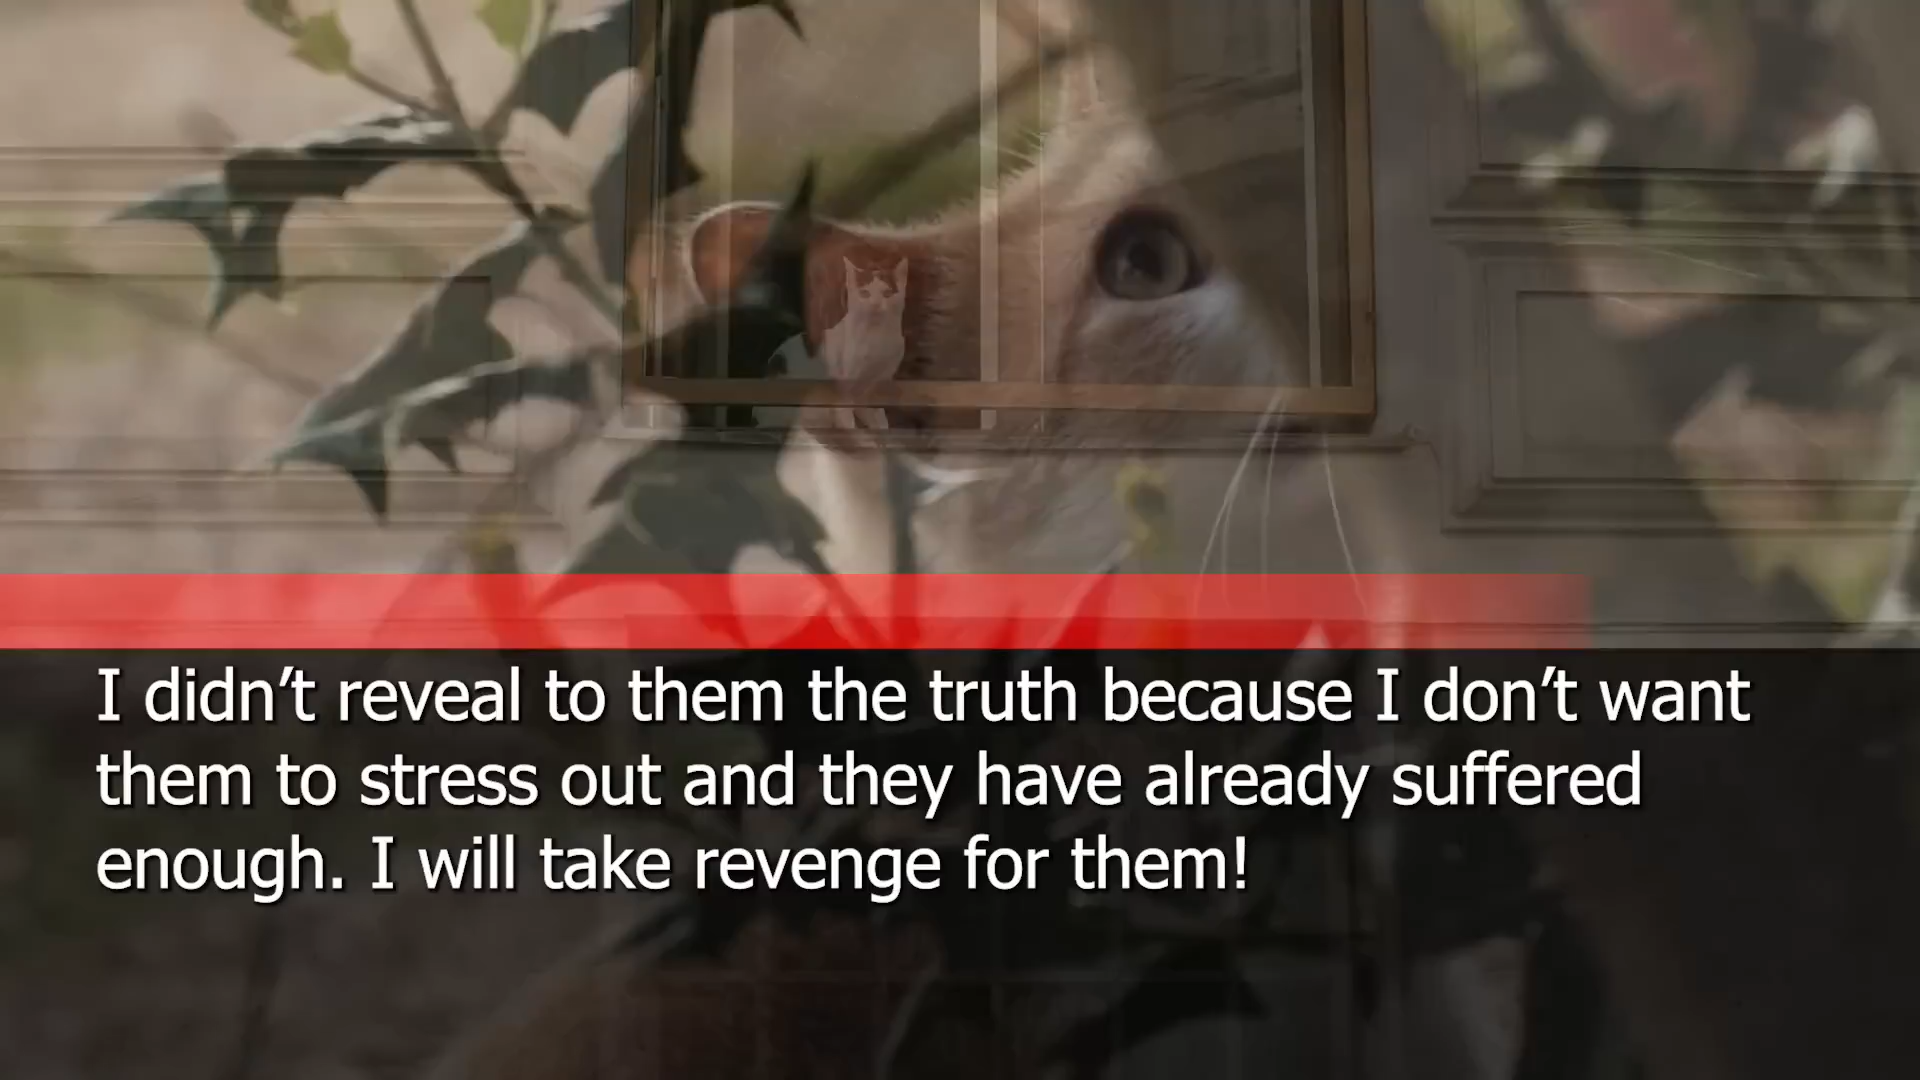 I didn’t reveal to them the truth because I don’t want
them to stress out and they have already suffered
enough. I will take revenge for them!